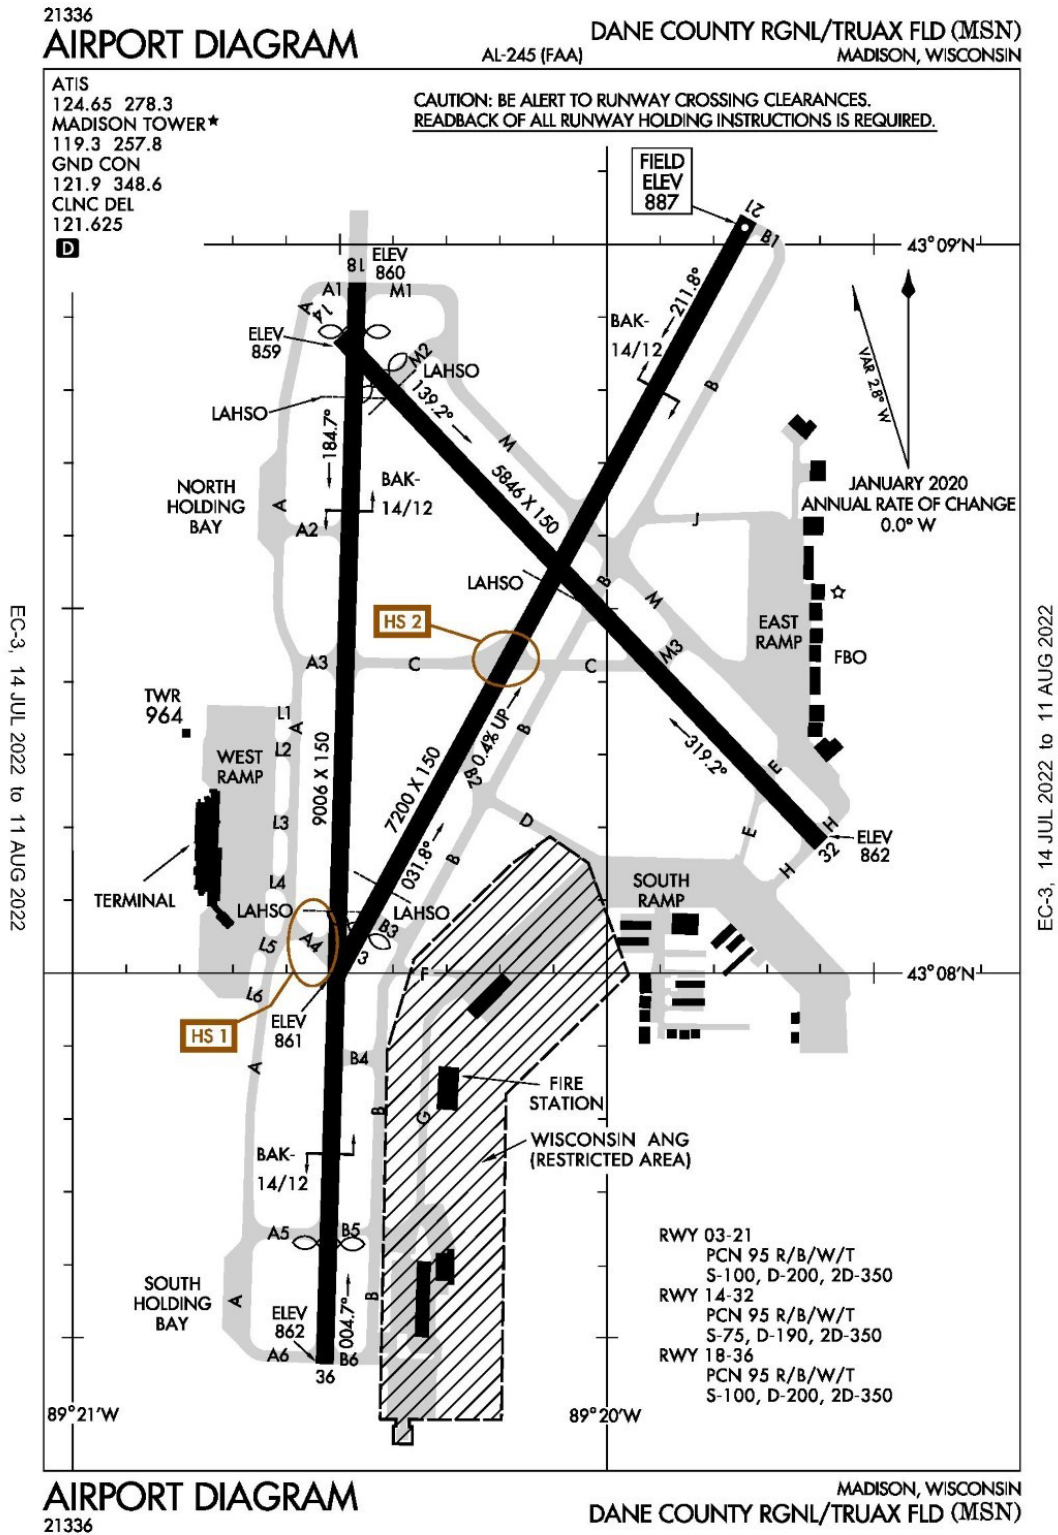 21336
AIRPORT DIAGRAM
AL-245 (FAA)
DANE COUNTY RGNL/TRUAX FLD (MSN)
MADISON, WISCONSIN
ATIS
124.65 278.3
MADISON TOWER★
119.3 257.8
GND CON
121.9 348.6
CLNC DEL
121.625
D
CAUTION: BE ALERT TO RUNWAY CROSSING CLEARANCES.
READBACK OF ALL RUNWAY HOLDING INSTRUCTIONS IS REQUIRED.
FIELD
ELEV
887
21
B1
43°09'N
18
ELEV
860
A1
M1
A
14
ELEV
859
M2
LAHSO
LAHSO
139.2°
184.7°
211.8°
BAK-
14/12
B
VAR 2.8° W
JANUARY 2020
ANNUAL RATE OF CHANGE
0.0° W
M
5846 X 150
NORTH
HOLDING
BAY
A
A2
BAK-
14/12
J
LAHSO
B
M
HS 2
EAST
RAMP
FBO
A3
C
C
M3
TWR
964
L1
A
L2
WEST
RAMP
9006 X 150
7200 X 150
0.4% UP
B
B2
319.2°
E
E
H
H
32
ELEV
862
L3
D
031.8°
B
TERMINAL
L4
LAHSO
LAHSO
A4
B3
3
L5
L6
SOUTH
RAMP
F
43°08'N
HS 1
ELEV
861
A
B4
B
G
FIRE
STATION
WISCONSIN ANG
(RESTRICTED AREA)
BAK-
14/12
A5
B5
SOUTH
HOLDING
BAY
A
B
ELEV
862
004.7°
A6
B6
36
RWY 03-21
PCN 95 R/B/W/T
S-100, D-200, 2D-350
RWY 14-32
PCN 95 R/B/W/T
S-75, D-190, 2D-350
RWY 18-36
PCN 95 R/B/W/T
S-100, D-200, 2D-350
89°21'W
89°20'W
EC-3, 14 JUL 2022 to 11 AUG 2022
EC-3, 14 JUL 2022 to 11 AUG 2022
AIRPORT DIAGRAM
21336
MADISON, WISCONSIN
DANE COUNTY RGNL/TRUAX FLD (MSN)